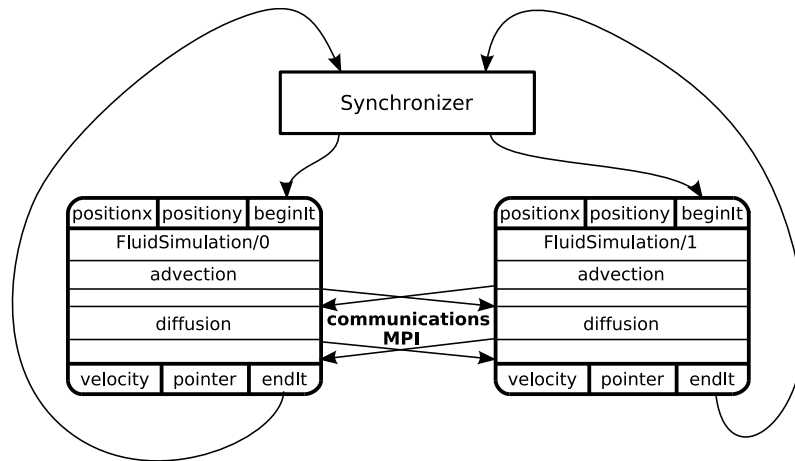 Synchronizer
positionx positiony beginIt
FluidSimulation/0
advection
diffusion
velocity pointer endIt
communications
MPI
positionx positiony beginIt
FluidSimulation/1
advection
diffusion
velocity pointer endIt